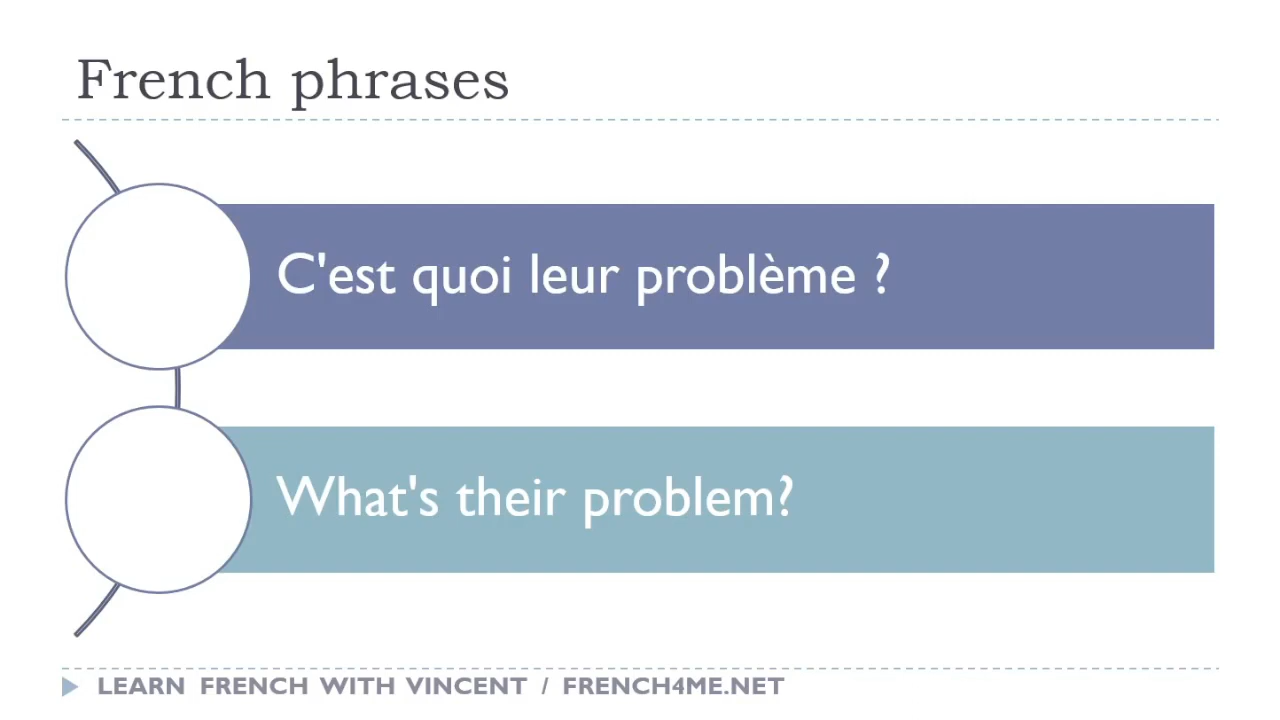 French phrases
C'est quoi leur problème ?
What's their problem?
LEARN FRENCH WITH VINCENT / FRENCH4ME.NET